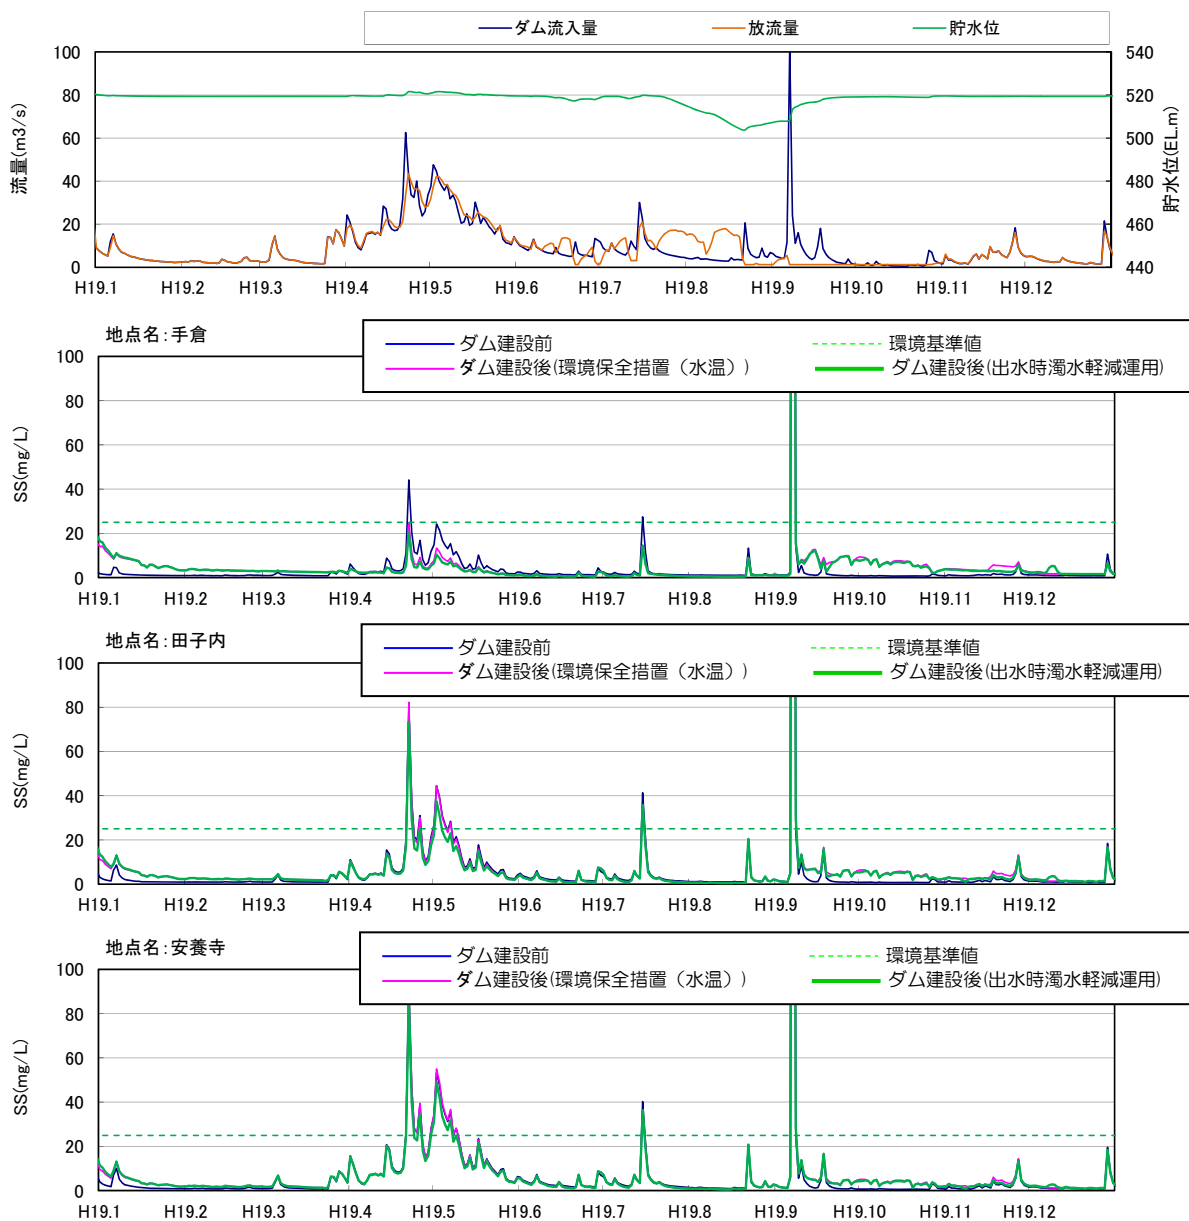 ダム流入量 放流量 貯水位
100 540
80 520
60 500
40 480
20 460
0 440
流量(m3/s)
貯水位(EL.m)
H19.1 H19.2 H19.3 H19.4 H19.5 H19.6 H19.7 H19.8 H19.9 H19.10 H19.11 H19.12
地点名：手倉
ダム建設前 環境基準値
ダム建設後(環境保全措置（水温）) ダム建設後(出水時濁水軽減運用)
100
80
60
40
20
0
SS(mg/L)
H19.1 H19.2 H19.3 H19.4 H19.5 H19.6 H19.7 H19.8 H19.9 H19.10 H19.11 H19.12
地点名：田子内
ダム建設前 環境基準値
ダム建設後(環境保全措置（水温）) ダム建設後(出水時濁水軽減運用)
100
80
60
40
20
0
SS(mg/L)
H19.1 H19.2 H19.3 H19.4 H19.5 H19.6 H19.7 H19.8 H19.9 H19.10 H19.11 H19.12
地点名：安養寺
ダム建設前 環境基準値
ダム建設後(環境保全措置（水温）) ダム建設後(出水時濁水軽減運用)
100
80
60
40
20
0
SS(mg/L)
H19.1 H19.2 H19.3 H19.4 H19.5 H19.6 H19.7 H19.8 H19.9 H19.10 H19.11 H19.12